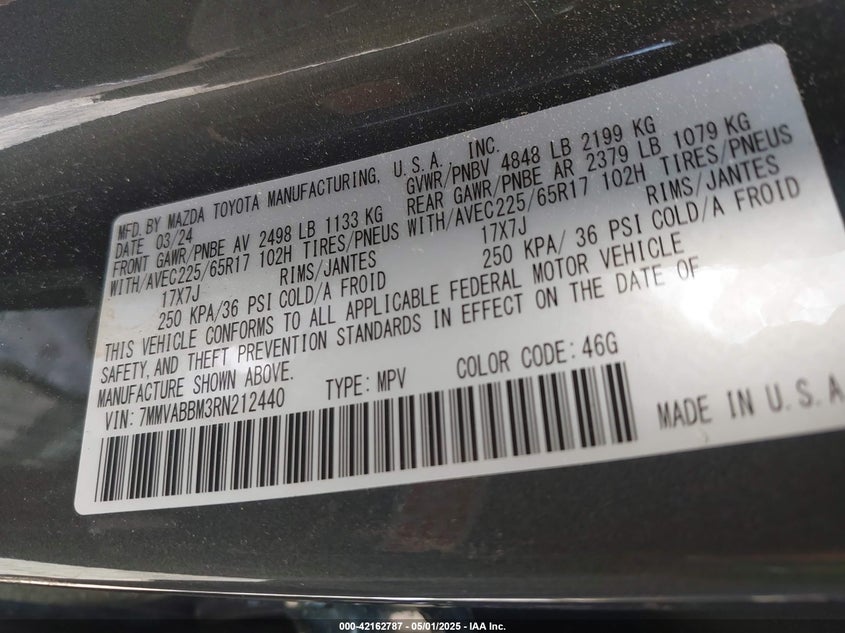 MFD. BY MAZDA TOYOTA MANUFACTURING, U.S.A. INC.
DATE 03/24 GVWR/PNBV 4848 LB 2199 KG
FRONT GAWR/PNBE AV 2498 LB 1133 KG REAR GAWR/PNBE AR 2379 LB 1079 KG
WITH/AVEC225/65R17 102H TIRES/PNEUS WITH/AVEC225/65R17 102H TIRES/PNEUS
17X7J RIMS/JANTES 17X7J RIMS/JANTES
250 KPA/36 PSI COLD/A FROID 250 KPA/ 36 PSI COLD/A FROID
THIS VEHICLE CONFORMS TO ALL APPLICABLE FEDERAL MOTOR VEHICLE
SAFETY, AND THEFT PREVENTION STANDARDS IN EFFECT ON THE DATE OF
MANUFACTURE SHOWN ABOVE.
VIN: 7MMVABBM3RN212440 TYPE: MPV COLOR CODE: 46G
MADE IN U.S.A
000-42162787 - 05/01/2025 - IAA Inc.